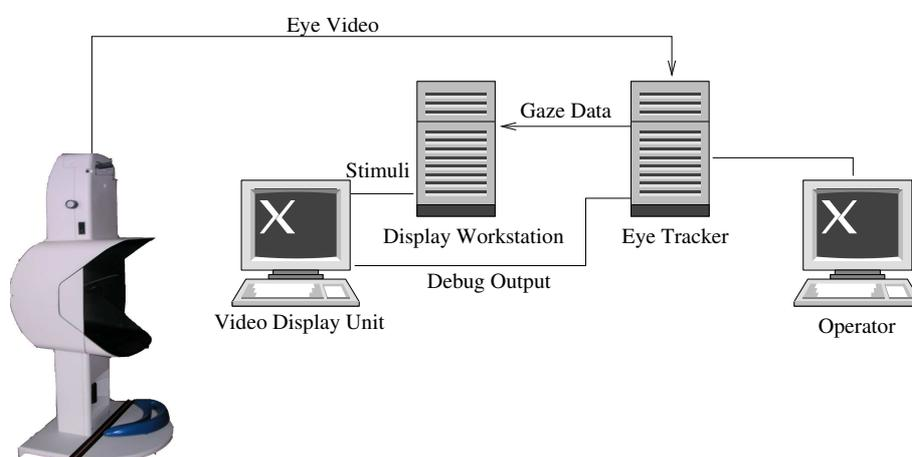 Eye Video
Gaze Data
Stimuli
X
X
Display Workstation
Eye Tracker
Debug Output
Video Display Unit
Operator